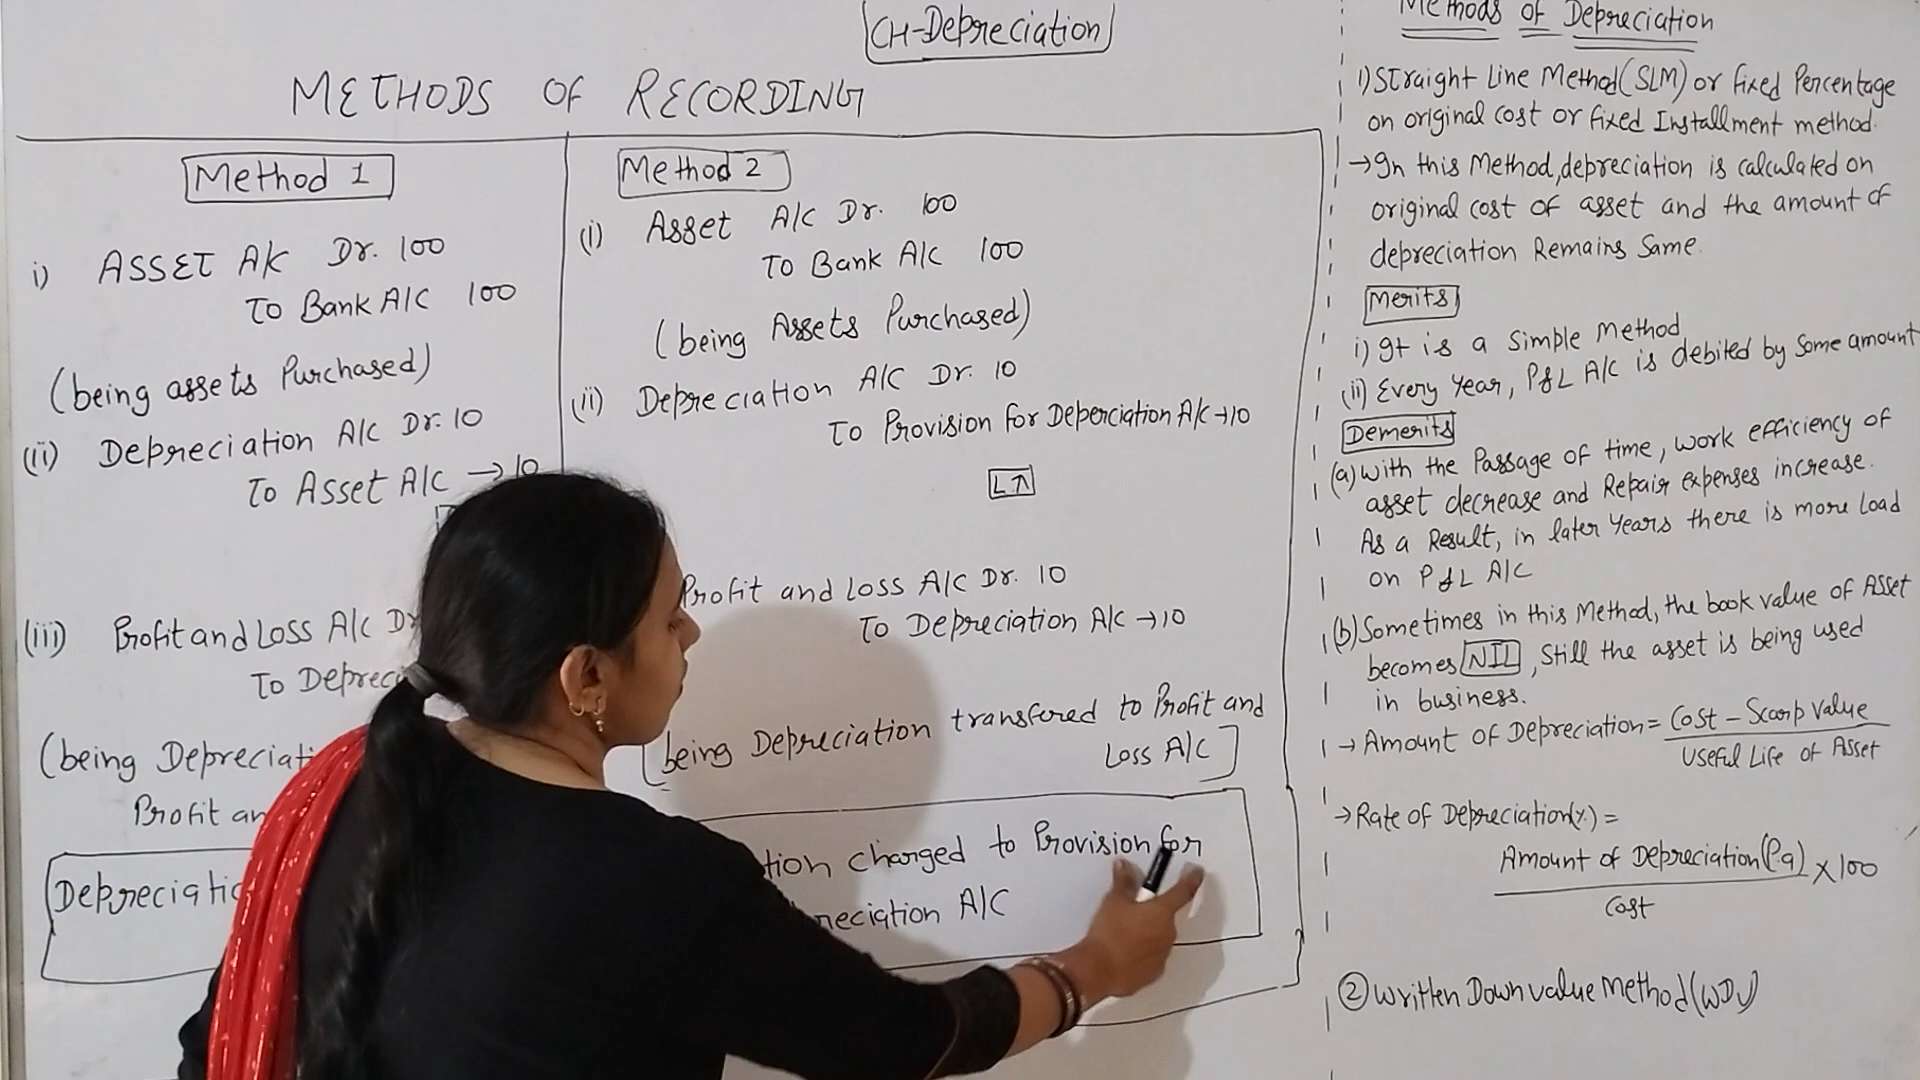 CH-Depreciation
METHODS OF RECORDING
Method 1
i) ASSET A/C Dr. 100
To Bank A/C 100
(being assets Purchased)
(ii) Depreciation A/C Dr. 10
To Asset A/C → 10
(iii) Profit and Loss A/C Dr
To Depreci
(being Depreciati
Profit an
Depreciatio
Method 2
(i) Asset A/C Dr. 100
To Bank A/C 100
(being Assets Purchased)
(ii) Depreciation A/C Dr. 10
To Provision for Deperciation A/C → 10
Profit and loss A/C Dr. 10
To Depreciation A/C → 10
being Depreciation transfered to Profit and
Loss A/C
tion charged to Provision for
reciation A/C
Methods of Depreciation
1) Straight Line Method (SLM) or fixed Percentage
on original cost or fixed Installment method.
→ In this Method, depreciation is calculated on
original cost of asset and the amount of
depreciation Remains Same.
Merits
i) It is a Simple Method
(ii) Every Year, P&L A/C is debited by Same amount
Demerits
(a) With the Passage of time, work efficiency of
asset decrease and Repair expenses increase.
As a Result, in later Years there is more Load
on P&L A/C
(b) Sometimes in this Method, the book value of Asset
becomes NIL, Still the asset is being used
in business.
→ Amount of Depreciation = Cost - Scarp Value
Useful Life of Asset
→ Rate of Depreciation (%) =
Amount of Depreciation (P.a) × 100
Cost
② Written Down value Method (WDV)